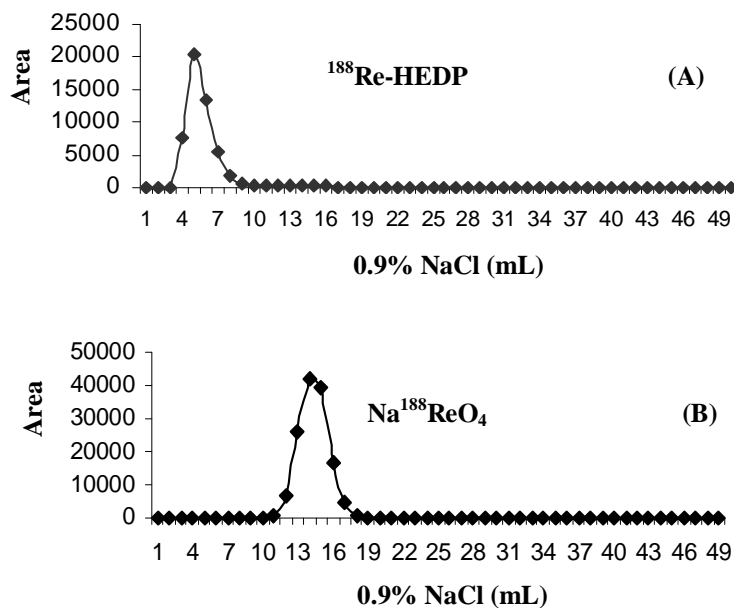 25000
20000
15000
10000
5000
0
Area
¹⁸⁸Re-HEDP (A)
1 4 7 10 13 16 19 22 25 28 31 34 37 40 43 46 49
0.9% NaCl (mL)
50000
40000
30000
20000
10000
0
Area
Na¹⁸⁸ReO₄ (B)
1 4 7 10 13 16 19 22 25 28 31 34 37 40 43 46 49
0.9% NaCl (mL)